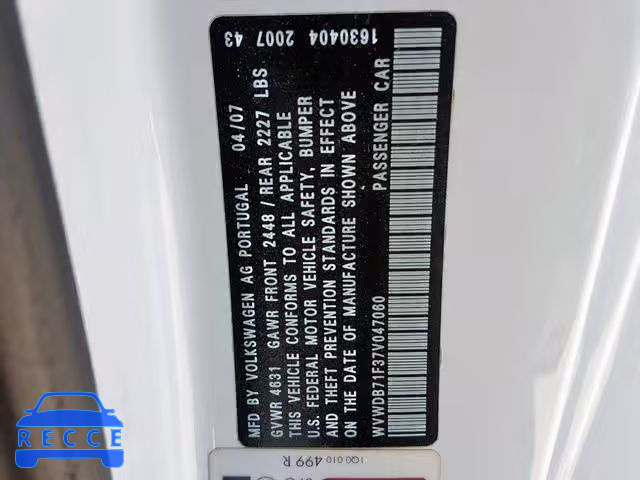 MFD BY VOLKSWAGEN AG PORTUGAL 04/07 2007 43 1630404
GVWR 4631 GAWR FRONT 2448 / REAR 2227 LBS
THIS VEHICLE CONFORMS TO ALL APPLICABLE
U.S. FEDERAL MOTOR VEHICLE SAFETY, BUMPER
AND THEFT PREVENTION STANDARDS IN EFFECT
ON THE DATE OF MANUFACTURE SHOWN ABOVE
WVWDB71F37V047060 PASSENGER CAR
1Q0 010 499 R
RECCE